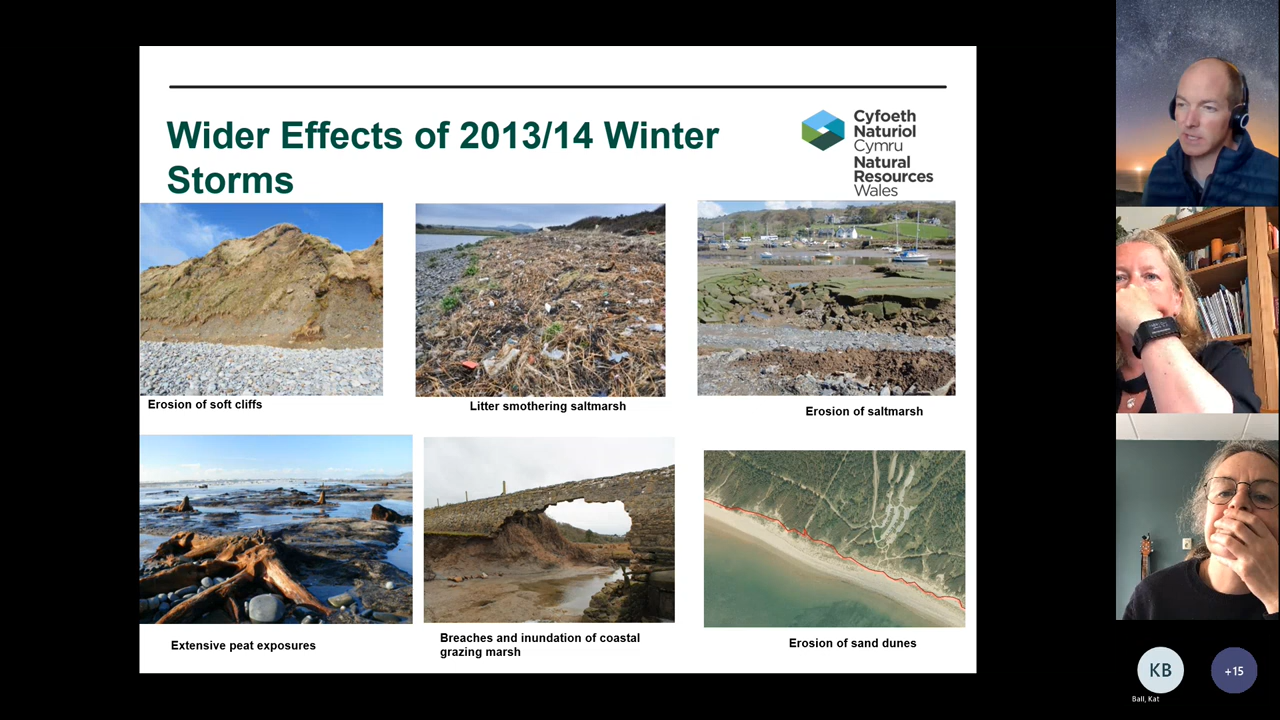 Wider Effects of 2013/14 Winter
Storms
Cyfoeth
Naturiol
Cymru
Natural
Resources
Wales
Erosion of soft cliffs
Litter smothering saltmarsh
Erosion of saltmarsh
Extensive peat exposures
Breaches and inundation of coastal
grazing marsh
Erosion of sand dunes
KB
+15
Ball, Kat